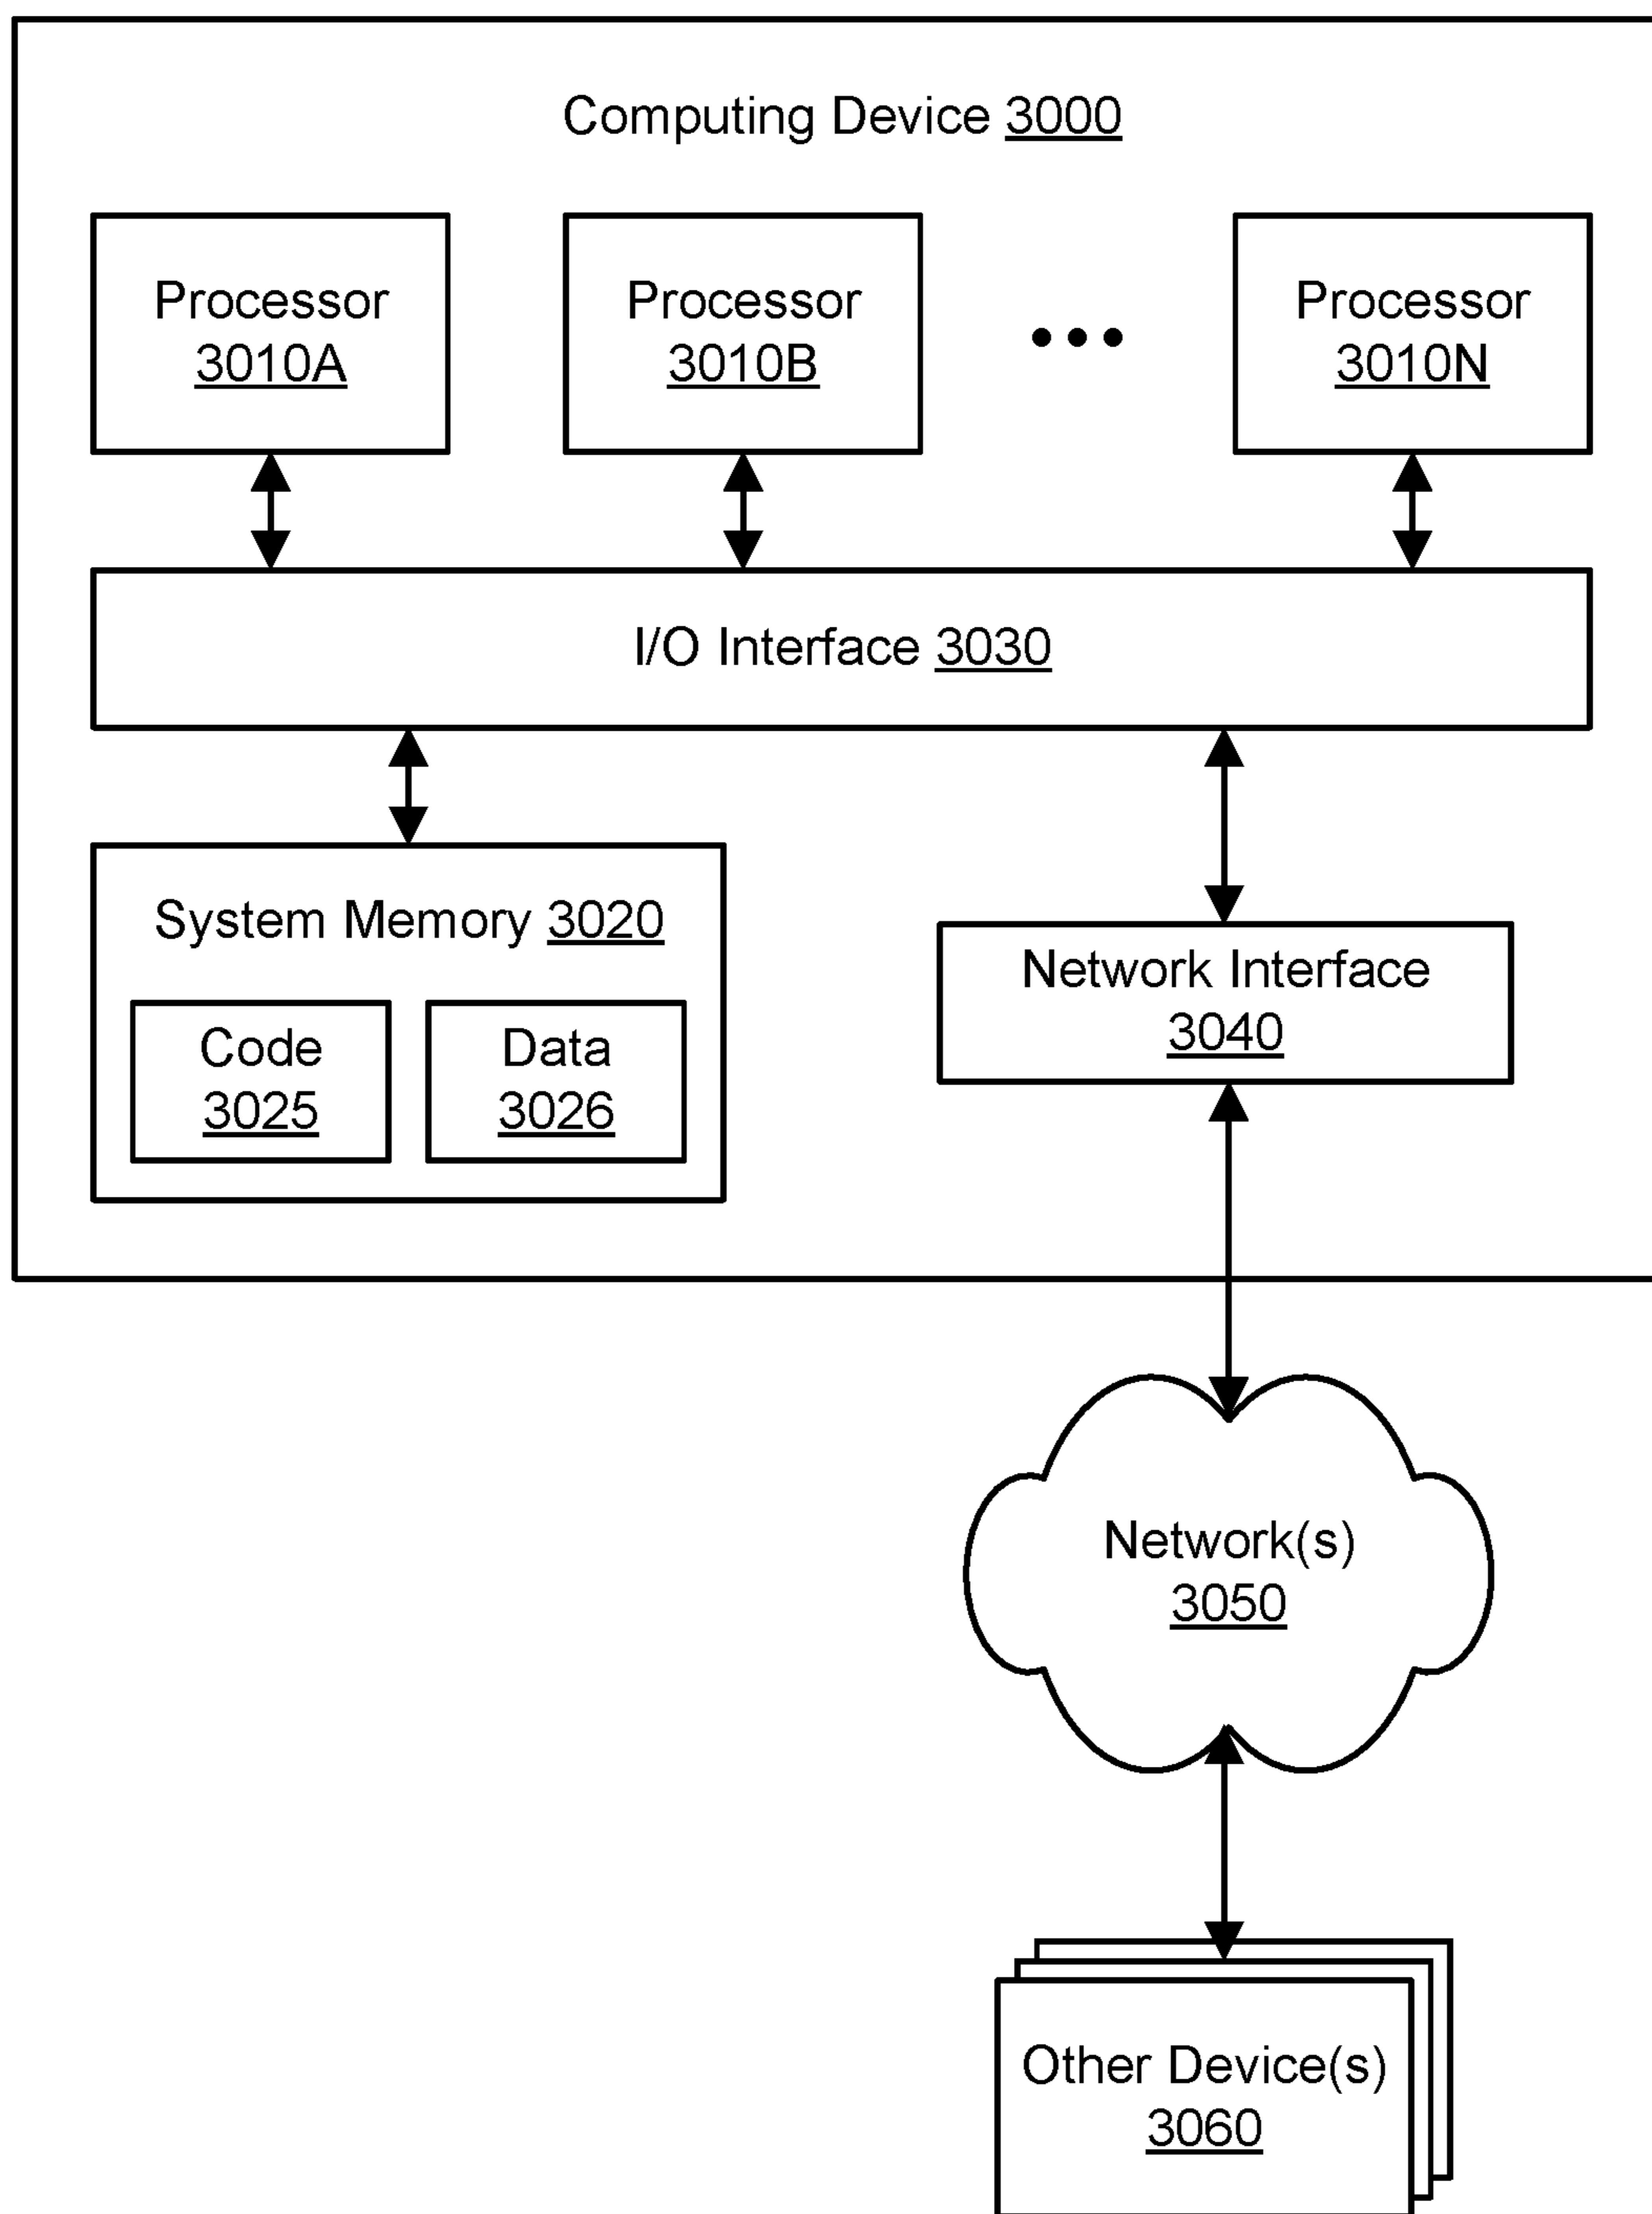 Computing Device 3000
Processor
3010A
Processor
3010B
Processor
3010N
I/O Interface 3030
System Memory 3020
Code
3025
Data
3026
Network Interface
3040
Network(s)
3050
Other Device(s)
3060